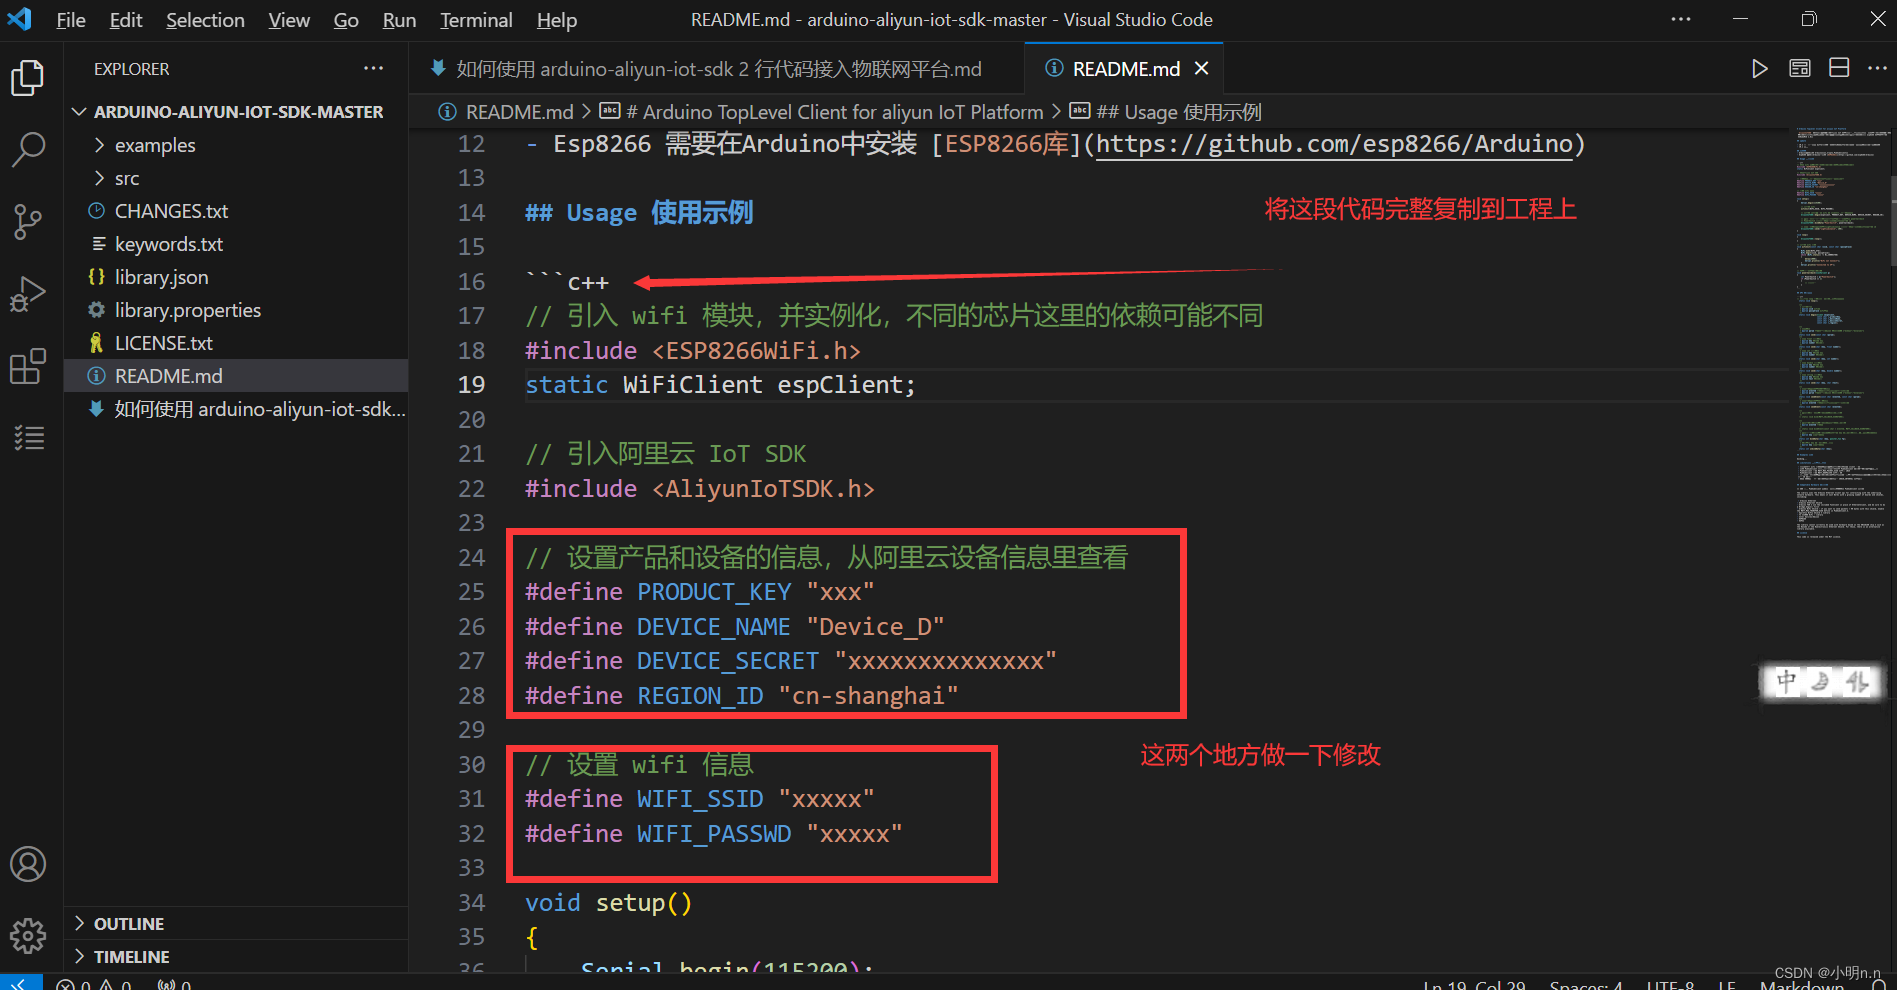 File Edit Selection View Go Run Terminal Help README.md - arduino-aliyun-iot-sdk-master - Visual Studio Code
EXPLORER
ARDUINO-ALIYUN-IOT-SDK-MASTER
examples
src
CHANGES.txt
keywords.txt
library.json
library.properties
LICENSE.txt
README.md
如何使用 arduino-aliyun-iot-sdk...
OUTLINE
TIMELINE
如何使用 arduino-aliyun-iot-sdk 2 行代码接入物联网平台.md
README.md
README.md > # Arduino TopLevel Client for aliyun IoT Platform > ## Usage 使用示例
12 - Esp8266 需要在Arduino中安装 [ESP8266库](https://github.com/esp8266/Arduino)
13
14 ## Usage 使用示例
将这段代码完整复制到工程上
15
16 ```c++
17 // 引入 wifi 模块，并实例化，不同的芯片这里的依赖可能不同
18 #include <ESP8266WiFi.h>
19 static WiFiClient espClient;
20
21 // 引入阿里云 IoT SDK
22 #include <AliyunIoTSDK.h>
23
24 // 设置产品和设备的信息，从阿里云设备信息里查看
25 #define PRODUCT_KEY "xxx"
26 #define DEVICE_NAME "Device_D"
27 #define DEVICE_SECRET "xxxxxxxxxxxxxx"
28 #define REGION_ID "cn-shanghai"
29
30 // 设置 wifi 信息
这两个地方做一下修改
31 #define WIFI_SSID "xxxxx"
32 #define WIFI_PASSWD "xxxxx"
33
34 void setup()
35 {
36 Serial.begin(115200);
中
CSDN @小明n.n
0 0 0 Ln 19, Col 29 Spaces: 4 UTF-8 LF Markdown